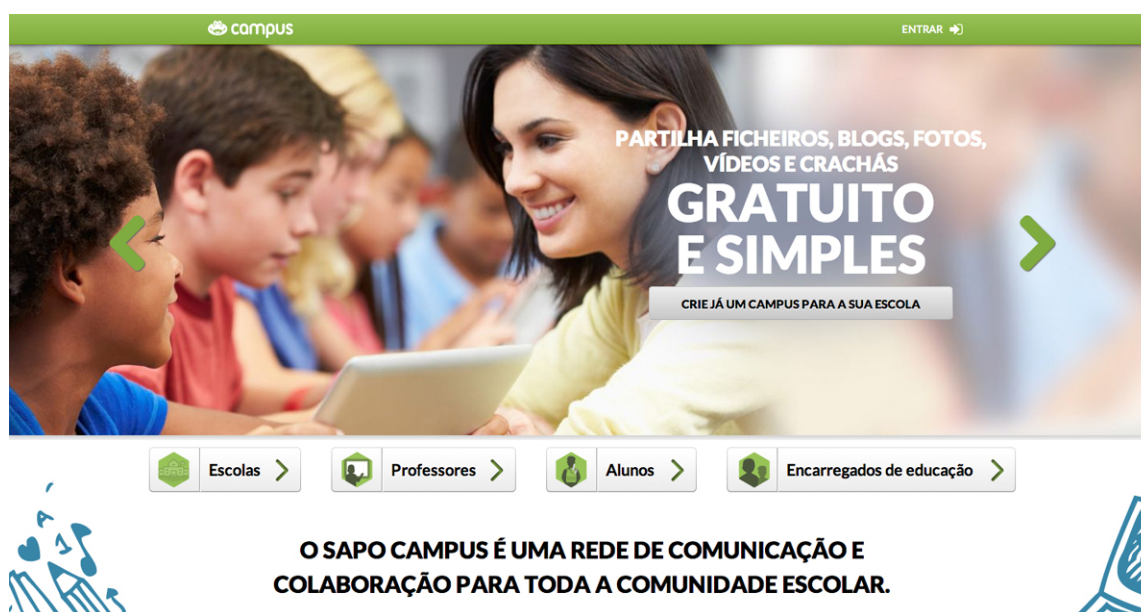 campus
ENTRAR
PARTILHA FICHEIROS, BLOGS, FOTOS,
VÍDEOS E CRACHÁS
GRATUITO
E SIMPLES
CRIE JÁ UM CAMPUS PARA A SUA ESCOLA
Escolas
Professores
Alunos
Encarregados de educação
A
1
O SAPO CAMPUS É UMA REDE DE COMUNICAÇÃO E
COLABORAÇÃO PARA TODA A COMUNIDADE ESCOLAR.